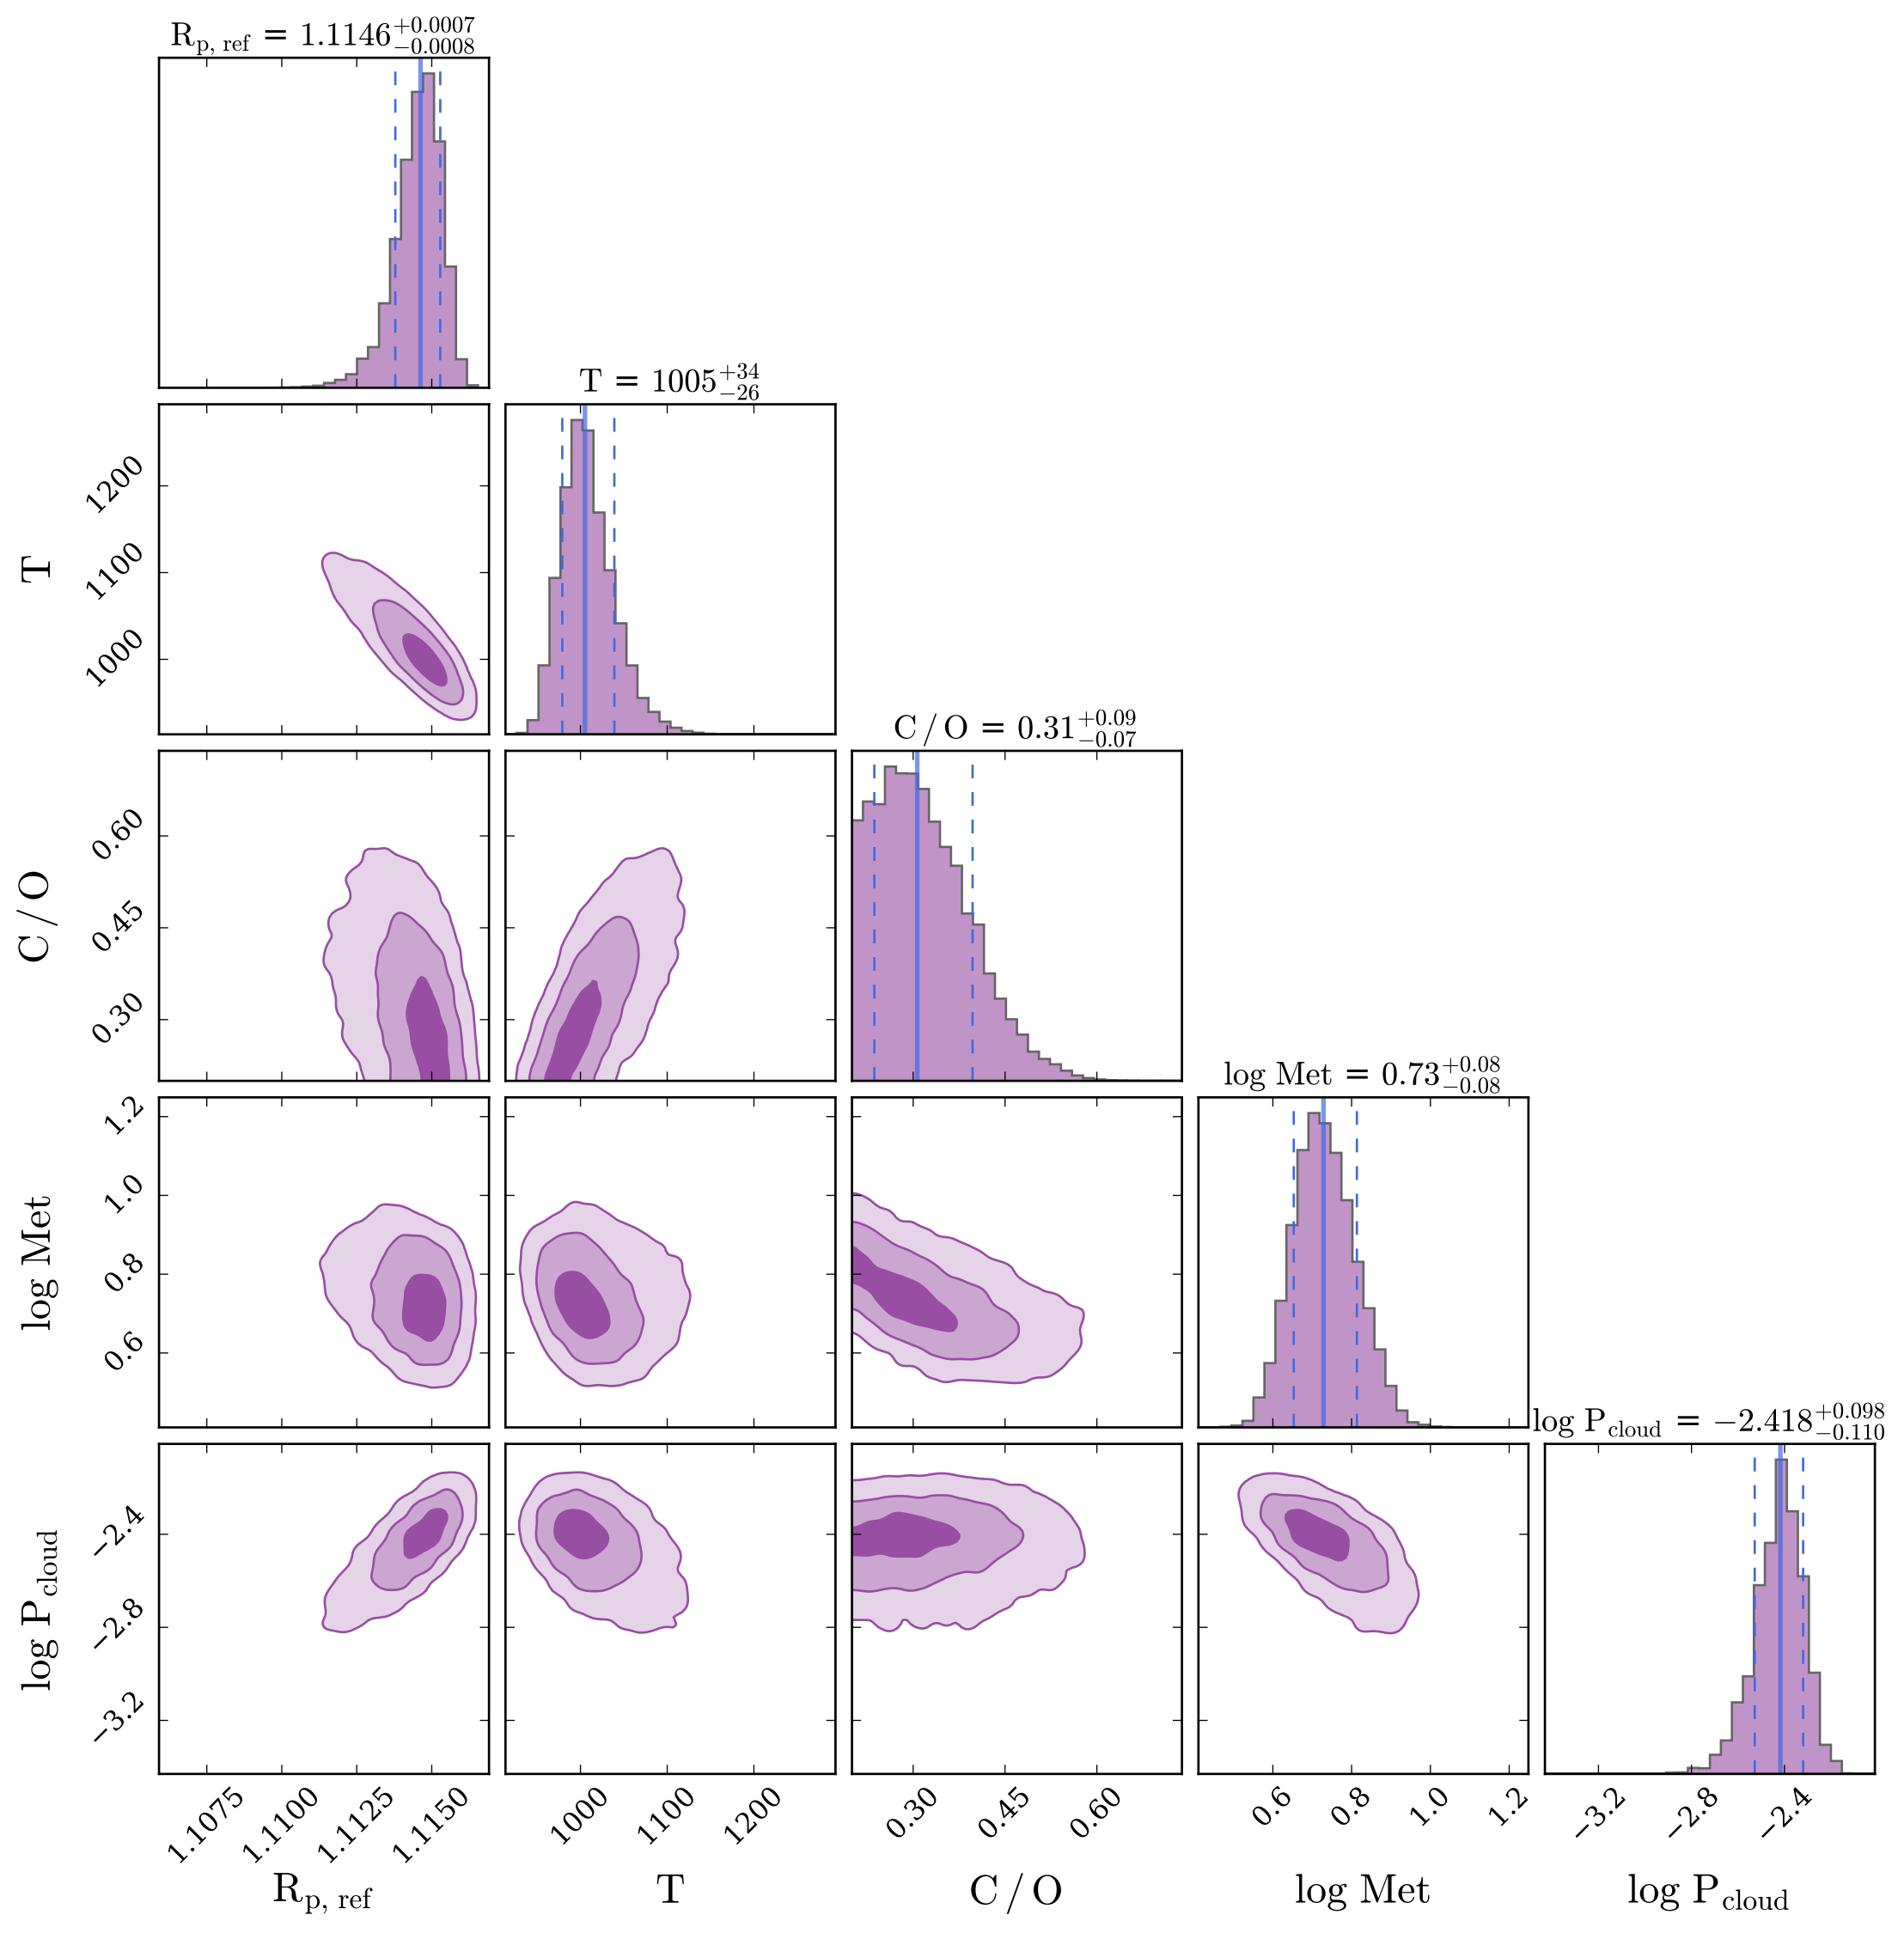 R_p, ref = 1.1146^{+0.0007}_{−0.0008}
T = 1005^{+34}_{−26}
1200
1100
1000
T
C / O = 0.31^{+0.09}_{−0.07}
0.60
0.45
0.30
C / O
log Met = 0.73^{+0.08}_{−0.08}
1.2
1.0
0.8
0.6
log Met
log P_cloud = −2.418^{+0.098}_{−0.110}
−2.4
−2.8
−3.2
log P_cloud
1.1075 1.1100 1.1125 1.1150
1000 1100 1200
0.30 0.45 0.60
0.6 0.8 1.0 1.2
−3.2 −2.8 −2.4
R_p, ref
T
C / O
log Met
log P_cloud